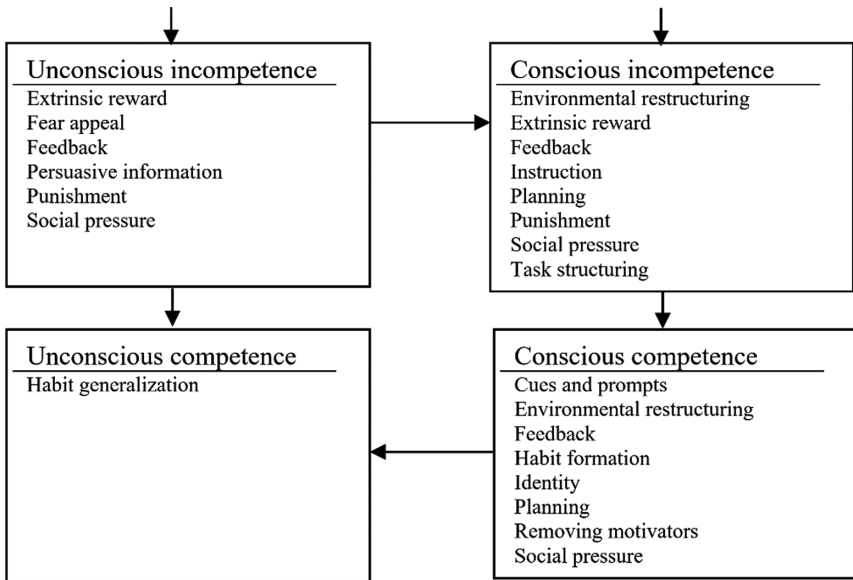 Unconscious incompetence
Extrinsic reward
Fear appeal
Feedback
Persuasive information
Punishment
Social pressure
Conscious incompetence
Environmental restructuring
Extrinsic reward
Feedback
Instruction
Planning
Punishment
Social pressure
Task structuring
Unconscious competence
Habit generalization
Conscious competence
Cues and prompts
Environmental restructuring
Feedback
Habit formation
Identity
Planning
Removing motivators
Social pressure